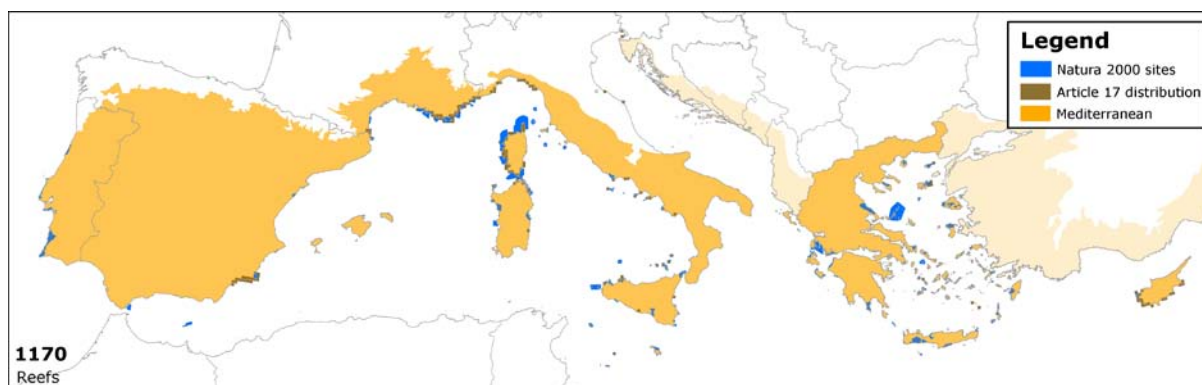 Legend
Natura 2000 sites
Article 17 distribution
Mediterranean
1170
Reefs